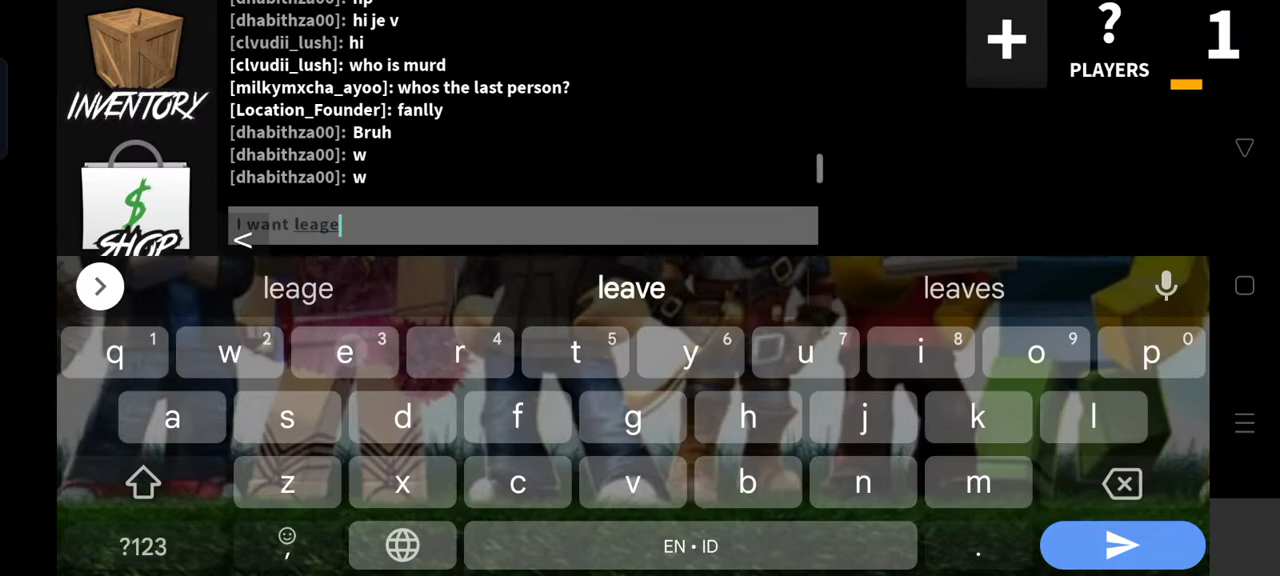 [dhabithza00]: hi je v
[clvudii_lush]: hi
[clvudii_lush]: who is murd
[milkymxcha_ayoo]: whos the last person?
[Location_Founder]: fanlly
[dhabithza00]: Bruh
[dhabithza00]: w
[dhabithza00]: w
INVENTORY
$
SHOP
+
?
PLAYERS
1
I want leage
<
leage leave leaves
q 1 w 2 e 3 r 4 t 5 y 6 u 7 i 8 o 9 p 0
a s d f g h j k l
z x c v b n m
?123 , EN • ID .